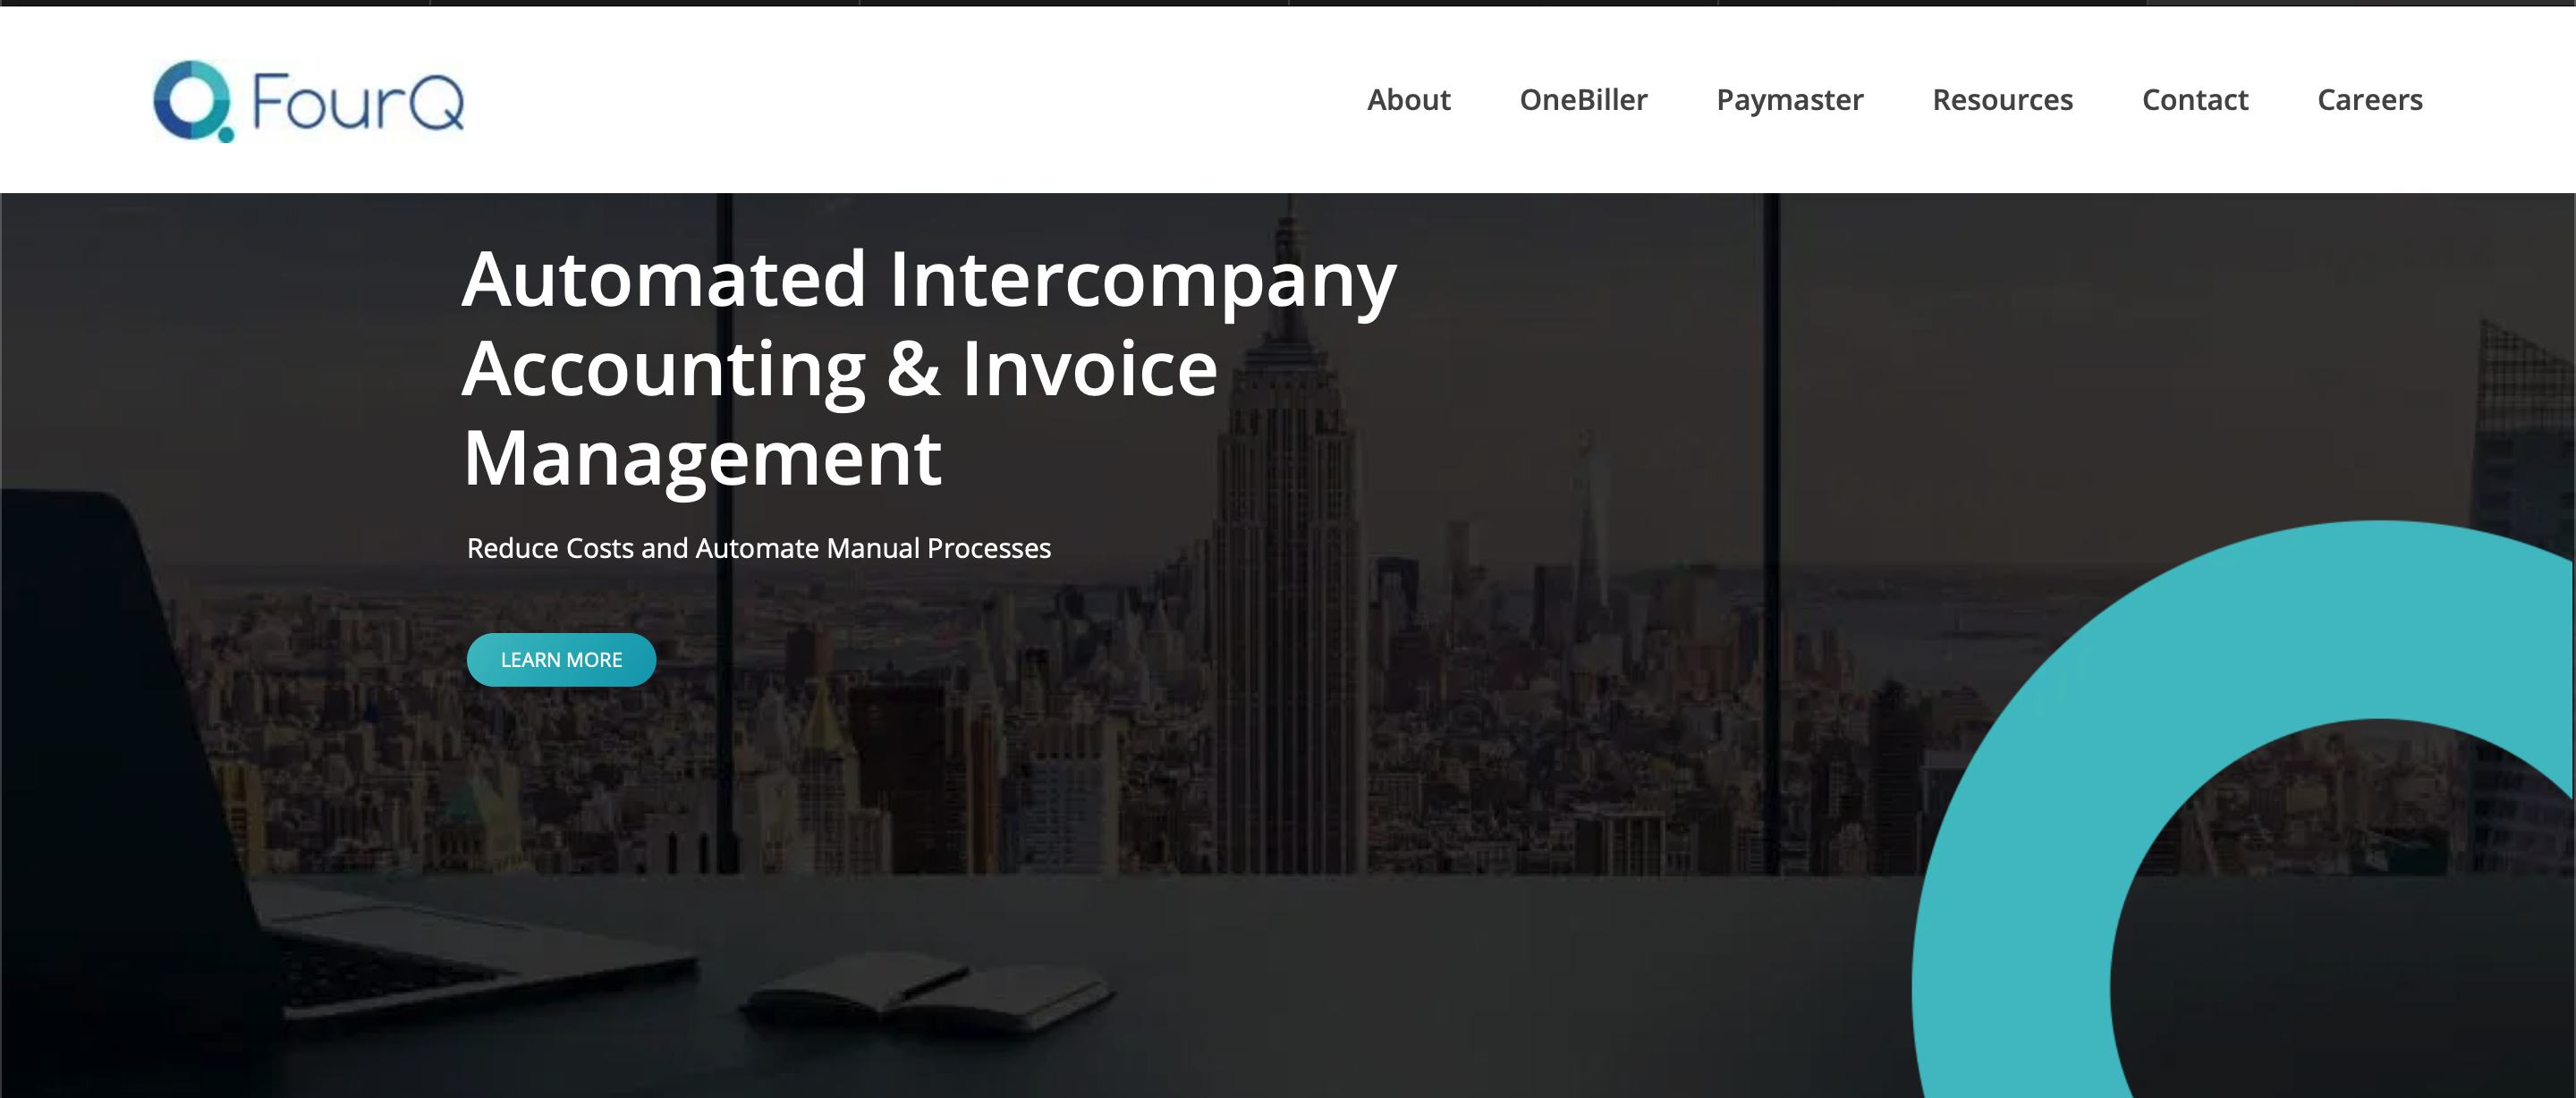 FourQ
About OneBiller Paymaster Resources Contact Careers
Automated Intercompany
Accounting & Invoice
Management
Reduce Costs and Automate Manual Processes
LEARN MORE